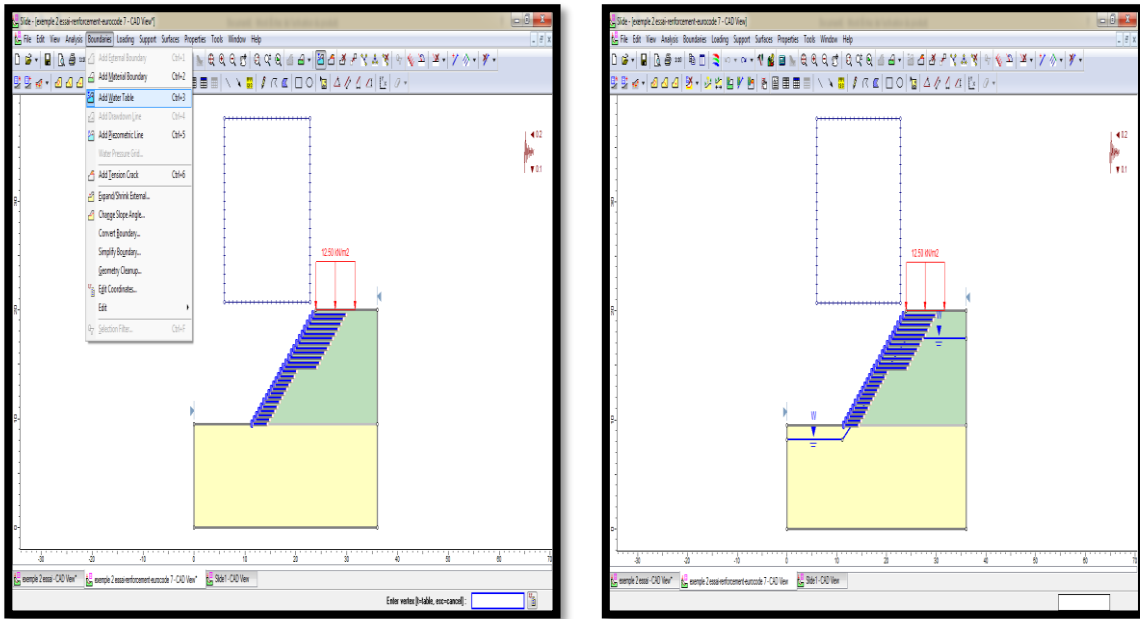 Slide - [exemple 2 essai-renforcement-eurocode 7 - CAD View*]
File Edit View Analysis Boundaries Loading Support Surfaces Properties Tools Window Help
Add External Boundary Ctrl+1
Add Material Boundary Ctrl+2
Add Water Table Ctrl+3
Add Drawdown Line Ctrl+4
Add Piezometric Line Ctrl+5
Water Pressure Grid...
Add Tension Crack Ctrl+6
Expand/Shrink External...
Change Slope Angle...
Convert Boundary...
Simplify Boundary...
Geometry Cleanup...
Edit Coordinates...
Edit
Selection Filter... Ctrl+F
0.2
0.1
12.50 kN/m2
-30 -20 -10 0 10 20 30 40 50 60 70
exemple 2 essai - CAD View* exemple 2 essai-renforcement-eurocode 7 - CAD View* Slide1 - CAD View
Enter vertex [t=table, esc=cancel] :
Slide - [exemple 2 essai-renforcement-eurocode 7 - CAD View]
File Edit View Analysis Boundaries Loading Support Surfaces Properties Tools Window Help
0.2
0.1
12.50 kN/m2
W
W
-30 -20 -10 0 10 20 30 40 50 60 70
exemple 2 essai - CAD View* exemple 2 essai-renforcement-eurocode 7 - CAD View Slide1 - CAD View